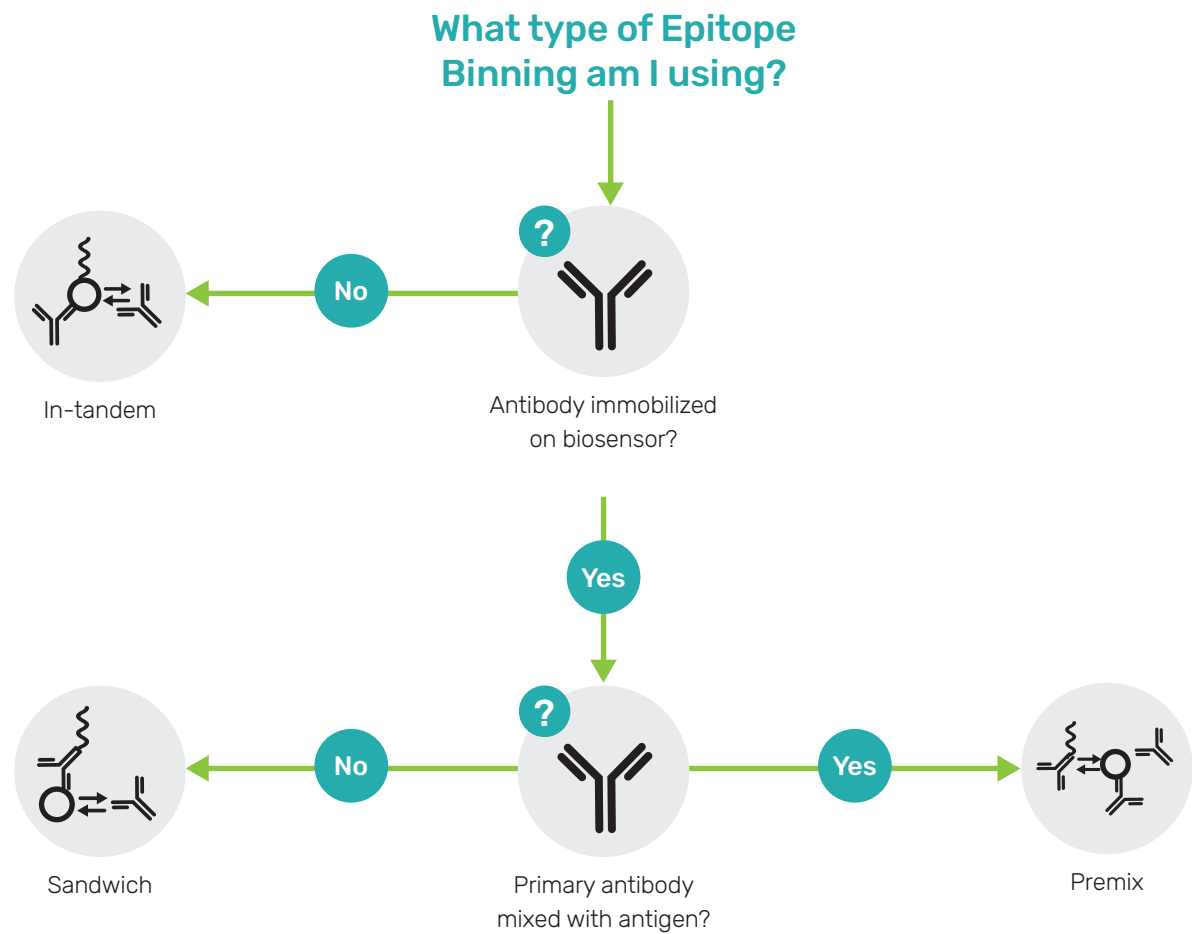 What type of Epitope
Binning am I using?
?
No
In-tandem
Antibody immobilized
on biosensor?
Yes
?
No
Yes
Sandwich
Primary antibody
mixed with antigen?
Premix